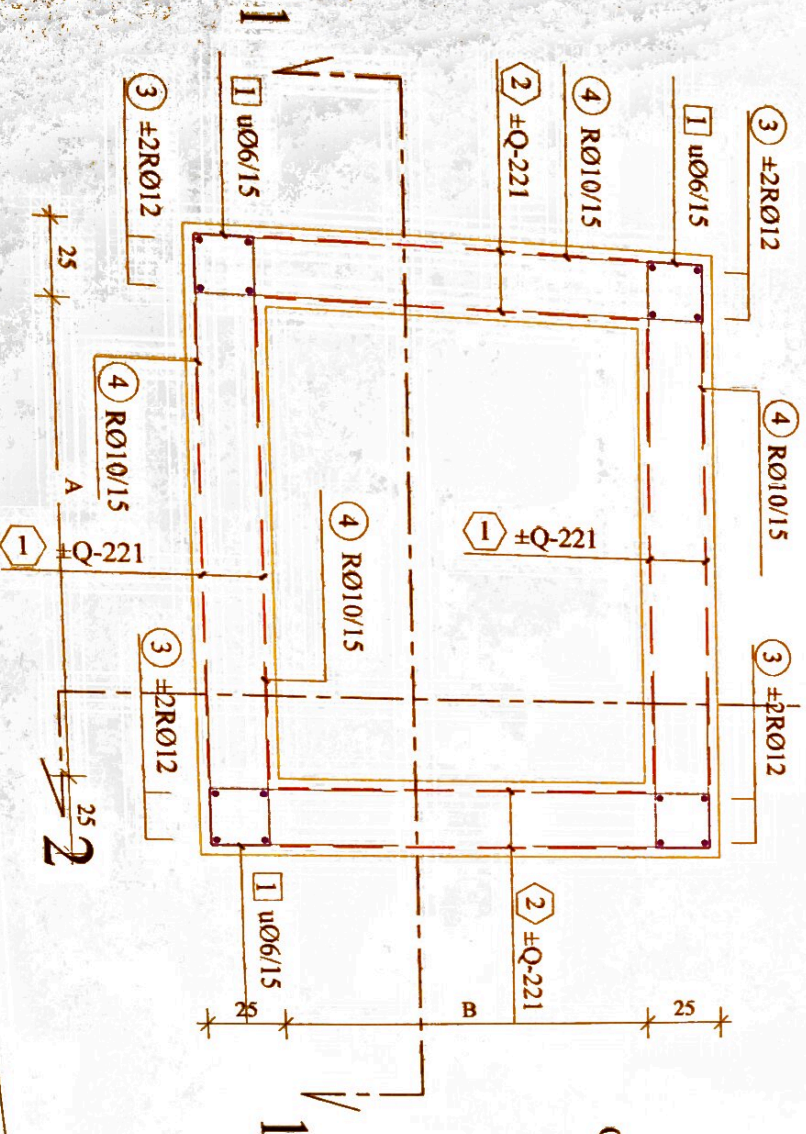 1
③ ±2RØ12
1 uØ6/15
② ±Q-221
④ RØ10/15
1 uØ6/15
③ ±2RØ12
25
A
④ RØ10/15
① ±Q-221
④ RØ10/15
① ±Q-221
④ RØ10/15
③ ±2RØ12
③ ±2RØ12
25
2
1 uØ6/15
② ±Q-221
25
B
25
1